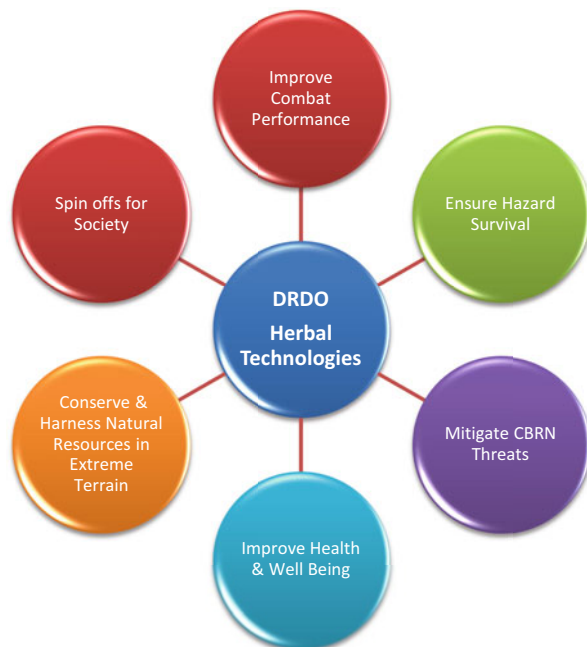 Improve
Combat
Performance
Spin offs for
Society
Ensure Hazard
Survival
DRDO
Herbal
Technologies
Conserve &
Harness Natural
Resources in
Extreme
Terrain
Mitigate CBRN
Threats
Improve Health
& Well Being